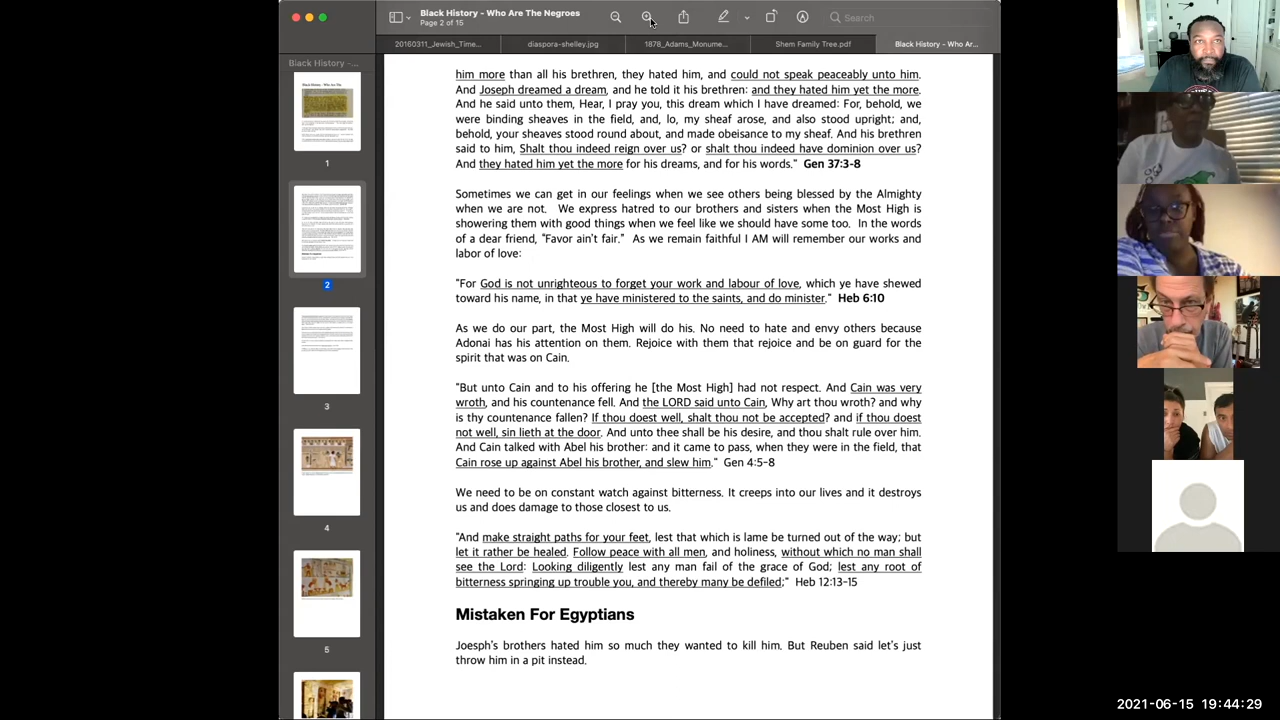 Black History - Who Are The Negroes
Page 2 of 15
Search
20160311_Jewish_Time...
diaspora-shelley.jpg
1878_Adams_Monume...
Shem Family Tree.pdf
Black History - Who Ar...
Black History -...
1
2
3
4
5
him more than all his brethren, they hated him, and could not speak peaceably unto him.
And Joseph dreamed a dream, and he told it his brethren: and they hated him yet the more.
And he said unto them, Hear, I pray you, this dream which I have dreamed: For, behold, we
were binding sheaves in the field, and, lo, my sheaf arose, and also stood upright; and,
behold, your sheaves stood round about, and made obeisance to my sheaf. And his brethren
said to him, Shalt thou indeed reign over us? or shalt thou indeed have dominion over us?
And they hated him yet the more for his dreams, and for his words." Gen 37:3-8
Sometimes we can get in our feelings when we see others being blessed by the Almighty
when we are not. We express hatred to our brothers and sisters when the Most High is
showering them with good things when we feel like we should have some too. In the words
of a dear friend, "Favor ain't fair." As we remain faithful I AM will remember our works and
labor of love:
"For God is not unrighteous to forget your work and labour of love, which ye have shewed
toward his name, in that ye have ministered to the saints, and do minister." Heb 6:10
As we do our part, the Most High will do his. No need to hate and envy others because
Adonai has his attention on them. Rejoice with them that rejoice and be on guard for the
spirit that was on Cain.
"But unto Cain and to his offering he [the Most High] had not respect. And Cain was very
wroth, and his countenance fell. And the LORD said unto Cain, Why art thou wroth? and why
is thy countenance fallen? If thou doest well, shalt thou not be accepted? and if thou doest
not well, sin lieth at the door. And unto thee shall be his desire, and thou shalt rule over him.
And Cain talked with Abel his brother: and it came to pass, when they were in the field, that
Cain rose up against Abel his brother, and slew him." Gen 4:5-8
We need to be on constant watch against bitterness. It creeps into our lives and it destroys
us and does damage to those closest to us.
"And make straight paths for your feet, lest that which is lame be turned out of the way; but
let it rather be healed. Follow peace with all men, and holiness, without which no man shall
see the Lord: Looking diligently lest any man fail of the grace of God; lest any root of
bitterness springing up trouble you, and thereby many be defiled;" Heb 12:13-15
Mistaken For Egyptians
Joesph's brothers hated him so much they wanted to kill him. But Reuben said let's just
throw him in a pit instead.
2021-06-15 19:44:29